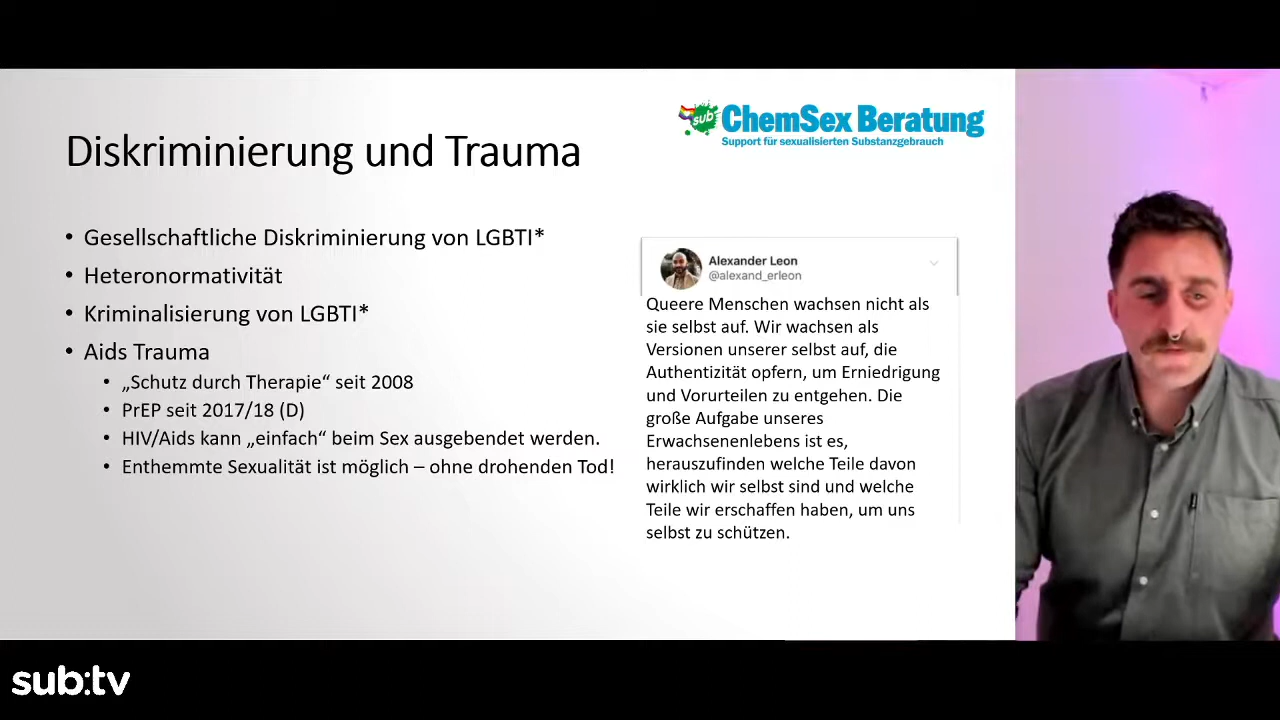 sub
ChemSex Beratung
Support für sexualisierten Substanzgebrauch
Diskriminierung und Trauma
• Gesellschaftliche Diskriminierung von LGBTI*
• Heteronormativität
• Kriminalisierung von LGBTI*
• Aids Trauma
• „Schutz durch Therapie“ seit 2008
• PrEP seit 2017/18 (D)
• HIV/Aids kann „einfach“ beim Sex ausgebendet werden.
• Enthemmte Sexualität ist möglich – ohne drohenden Tod!
Alexander Leon
@alexand_erleon
Queere Menschen wachsen nicht als
sie selbst auf. Wir wachsen als
Versionen unserer selbst auf, die
Authentizität opfern, um Erniedrigung
und Vorurteilen zu entgehen. Die
große Aufgabe unseres
Erwachsenenlebens ist es,
herauszufinden welche Teile davon
wirklich wir selbst sind und welche
Teile wir erschaffen haben, um uns
selbst zu schützen.
sub:tv